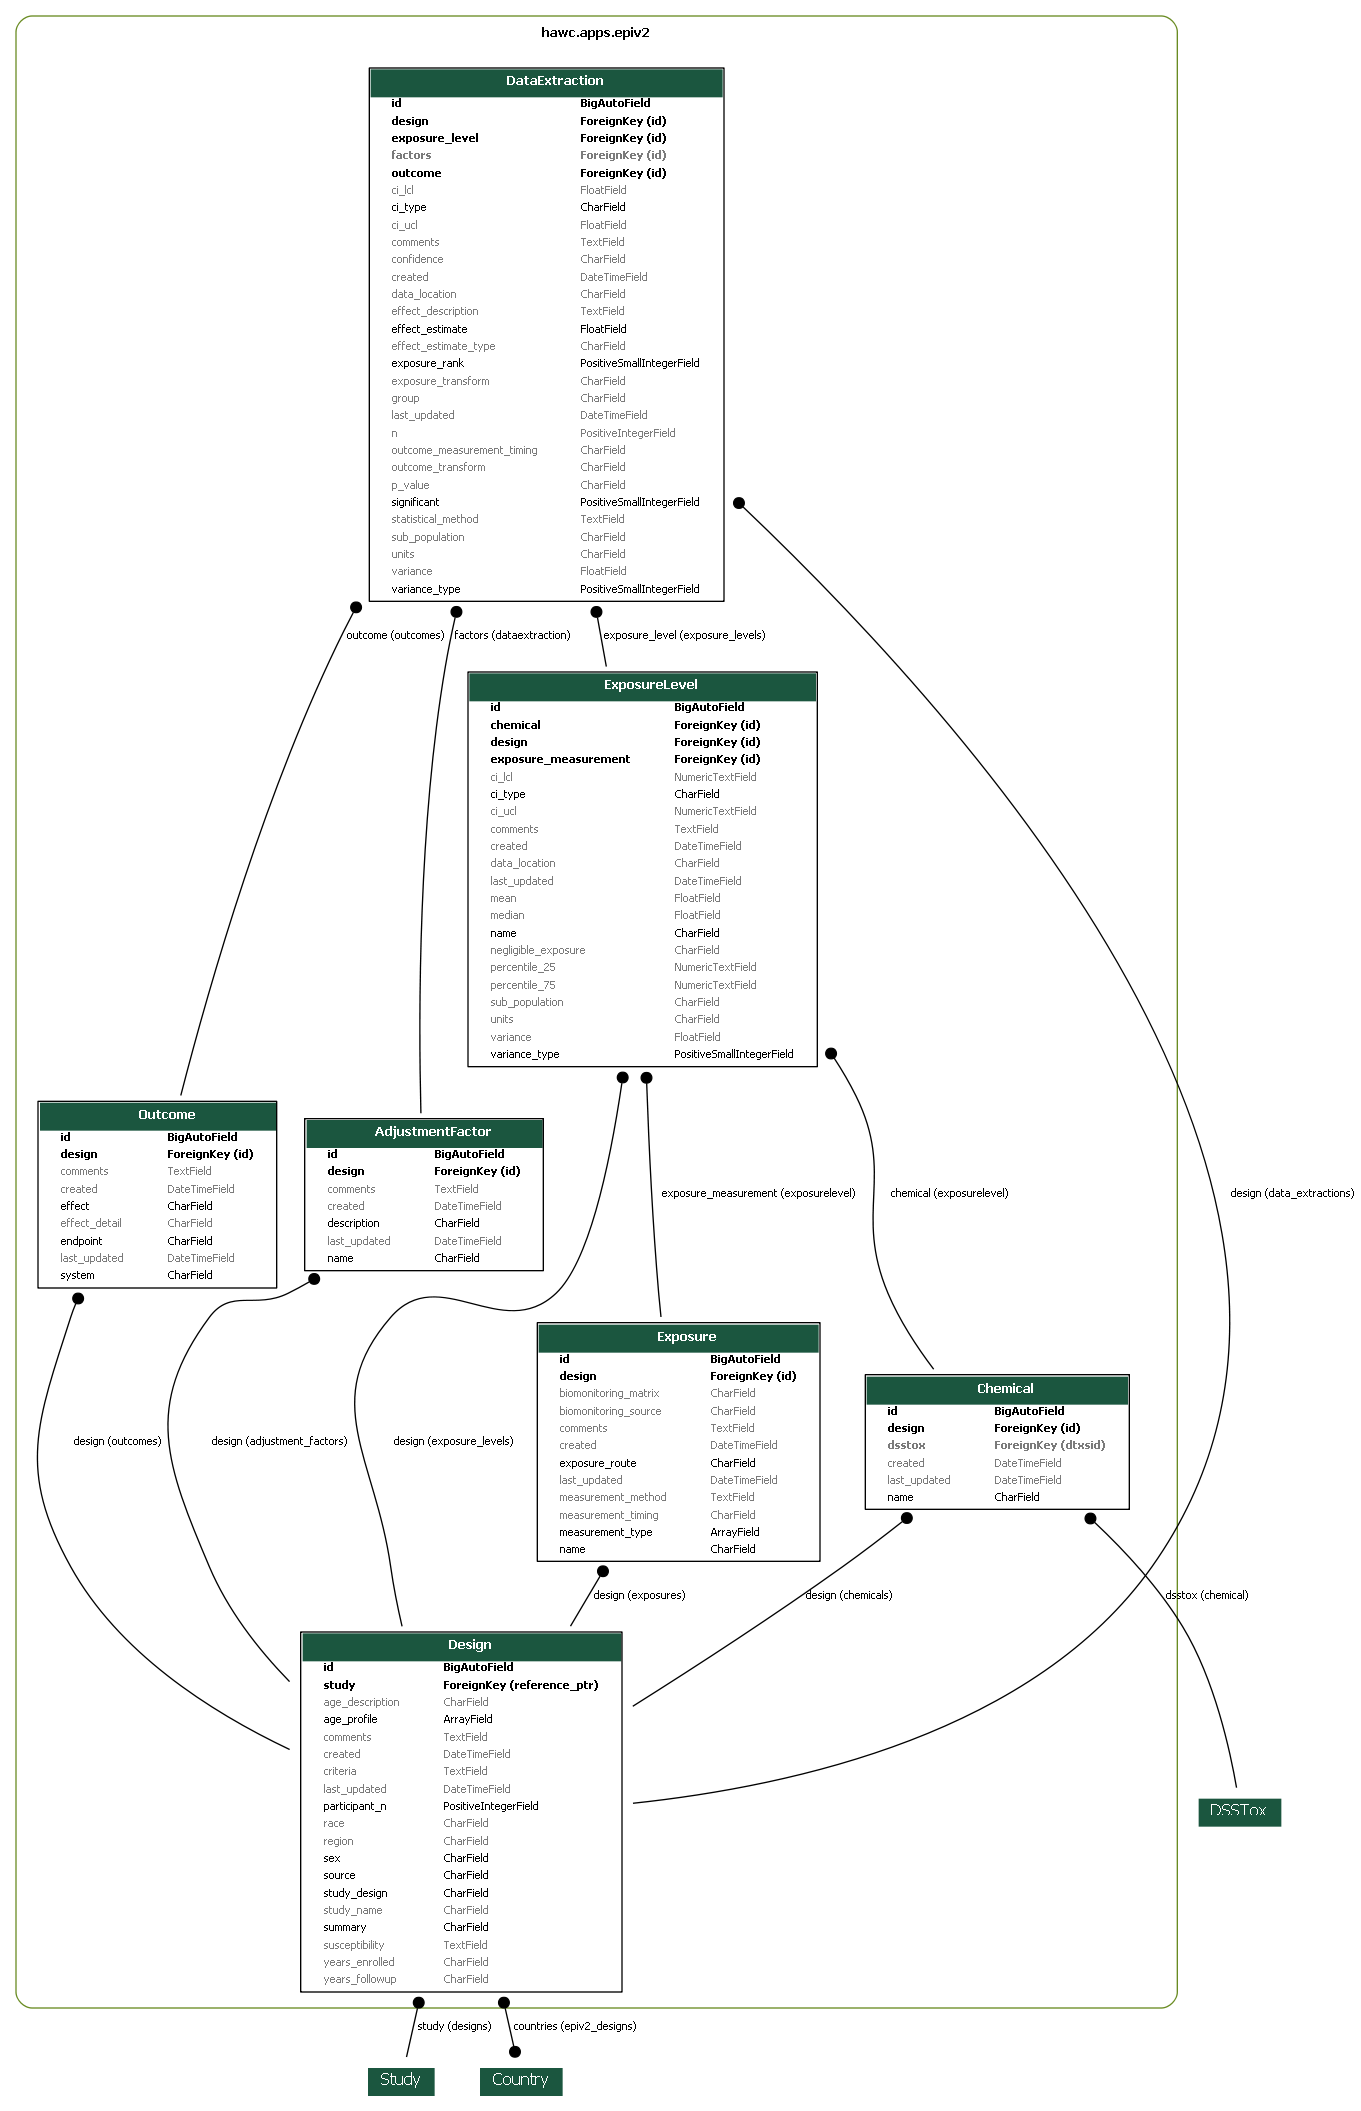 hawc.apps.epiv2
DataExtraction
id BigAutoField
design ForeignKey (id)
exposure_level ForeignKey (id)
factors ForeignKey (id)
outcome ForeignKey (id)
ci_lcl FloatField
ci_type CharField
ci_ucl FloatField
comments TextField
confidence CharField
created DateTimeField
data_location CharField
effect_description TextField
effect_estimate FloatField
effect_estimate_type CharField
exposure_rank PositiveSmallIntegerField
exposure_transform CharField
group CharField
last_updated DateTimeField
n PositiveIntegerField
outcome_measurement_timing CharField
outcome_transform CharField
p_value CharField
significant PositiveSmallIntegerField
statistical_method TextField
sub_population CharField
units CharField
variance FloatField
variance_type PositiveSmallIntegerField
outcome (outcomes) factors (dataextraction) exposure_level (exposure_levels)
ExposureLevel
id BigAutoField
chemical ForeignKey (id)
design ForeignKey (id)
exposure_measurement ForeignKey (id)
ci_lcl NumericTextField
ci_type CharField
ci_ucl NumericTextField
comments TextField
created DateTimeField
data_location CharField
last_updated DateTimeField
mean FloatField
median FloatField
name CharField
negligible_exposure CharField
percentile_25 NumericTextField
percentile_75 NumericTextField
sub_population CharField
units CharField
variance FloatField
variance_type PositiveSmallIntegerField
Outcome
id BigAutoField
design ForeignKey (id)
comments TextField
created DateTimeField
effect CharField
effect_detail CharField
endpoint CharField
last_updated DateTimeField
system CharField
AdjustmentFactor
id BigAutoField
design ForeignKey (id)
comments TextField
created DateTimeField
description CharField
last_updated DateTimeField
name CharField
exposure_measurement (exposurelevel) chemical (exposurelevel) design (data_extractions)
Exposure
id BigAutoField
design ForeignKey (id)
biomonitoring_matrix CharField
biomonitoring_source CharField
comments TextField
created DateTimeField
exposure_route CharField
last_updated DateTimeField
measurement_method TextField
measurement_timing CharField
measurement_type ArrayField
name CharField
Chemical
id BigAutoField
design ForeignKey (id)
dsstox ForeignKey (dtxsid)
created DateTimeField
last_updated DateTimeField
name CharField
design (outcomes) design (adjustment_factors) design (exposure_levels)
design (exposures) design (chemicals) dsstox (chemical)
Design
id BigAutoField
study ForeignKey (reference_ptr)
age_description CharField
age_profile ArrayField
comments TextField
created DateTimeField
criteria TextField
last_updated DateTimeField
participant_n PositiveIntegerField
race CharField
region CharField
sex CharField
source CharField
study_design CharField
study_name CharField
summary CharField
susceptibility TextField
years_enrolled CharField
years_followup CharField
DSSTox
study (designs) countries (epiv2_designs)
Study Country